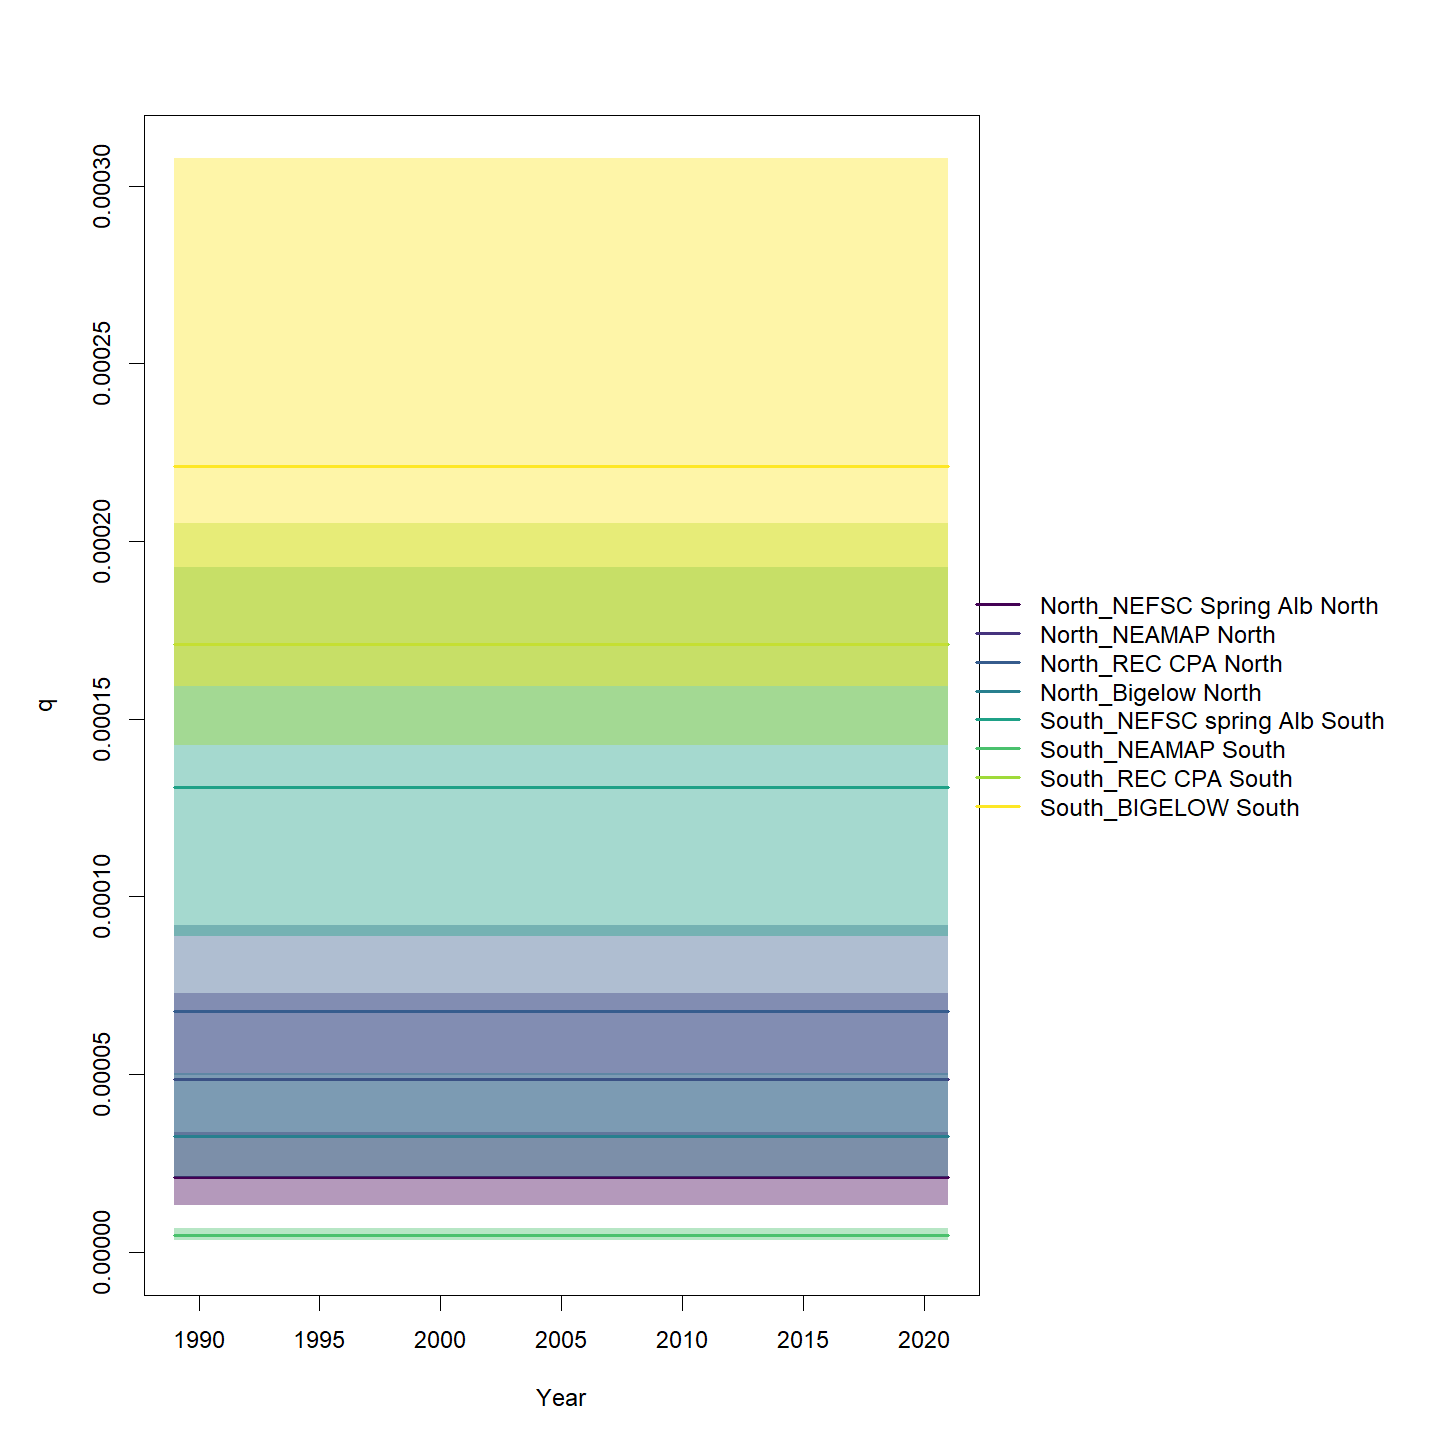 0.00030
0.00025
0.00020
0.00015
0.00010
0.00005
0.00000
q
1990 1995 2000 2005 2010 2015 2020
Year
North_NEFSC Spring Alb North
North_NEAMAP North
North_REC CPA North
North_Bigelow North
South_NEFSC spring Alb South
South_NEAMAP South
South_REC CPA South
South_BIGELOW South